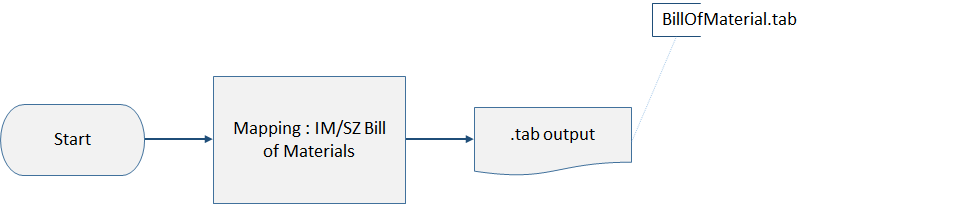 BillOfMaterial.tab
Start
Mapping : IM/SZ Bill
of Materials
.tab output